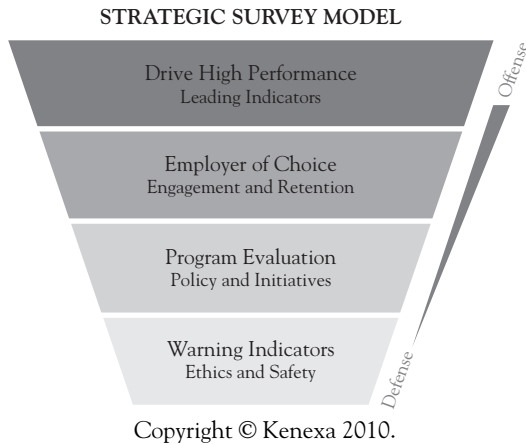 STRATEGIC SURVEY MODEL
Drive High Performance
Leading Indicators
Offense
Employer of Choice
Engagement and Retention
Program Evaluation
Policy and Initiatives
Warning Indicators
Ethics and Safety
Defense
Copyright © Kenexa 2010.